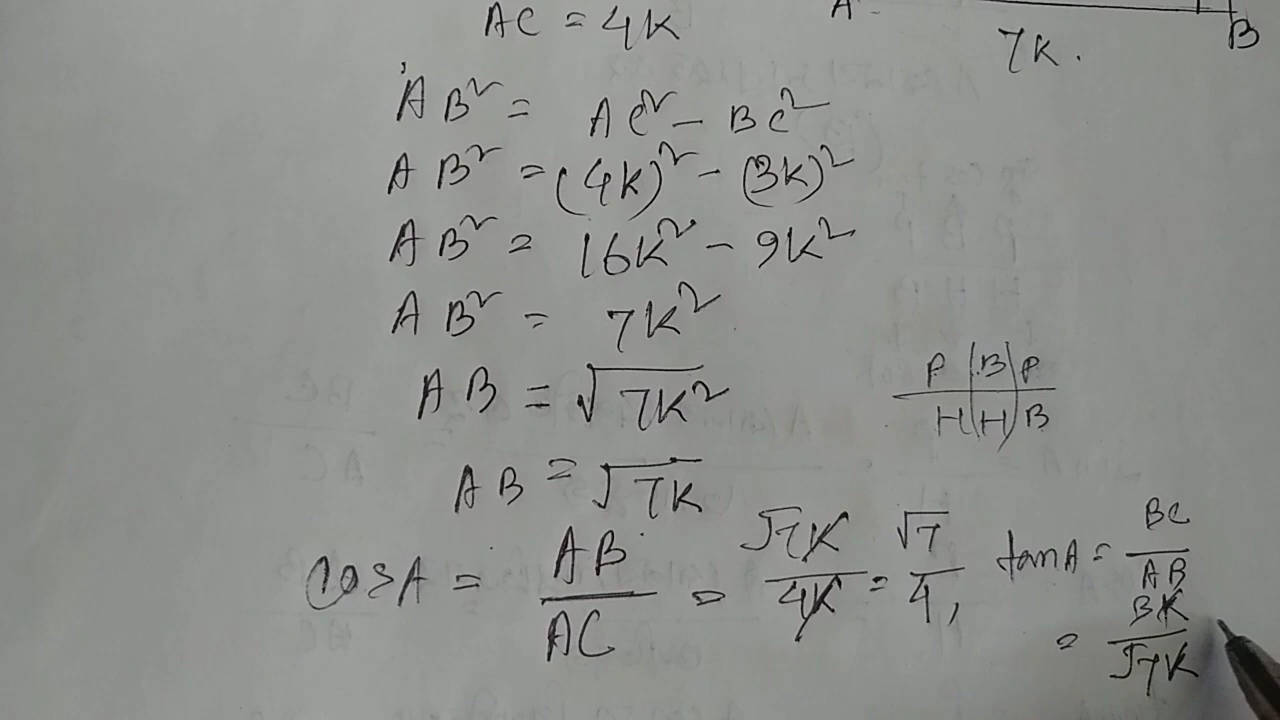 AC = 4K
A B
7K.
AB² = AC² - BC²
AB² = (4K)² - (3K)²
AB² = 16K² - 9K²
AB² = 7K²
P | B | P
AB = √7K²
H | H | B
AB = √7K
CosA = AB/AC = √7K/4K = √7/4, tanA = BC/AB
= 3K/√7K